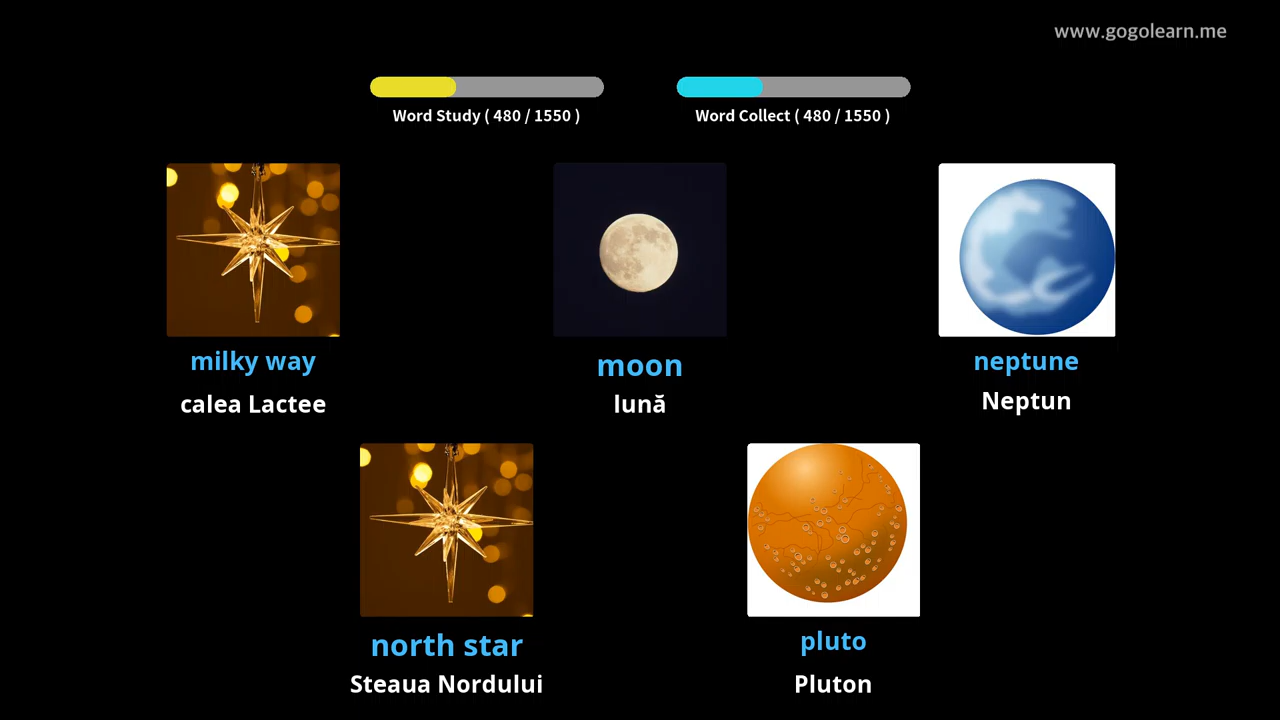 www.gogolearn.me
Word Study ( 480 / 1550 )
Word Collect ( 480 / 1550 )
milky way
calea Lactee
moon
lună
neptune
Neptun
north star
Steaua Nordului
pluto
Pluton